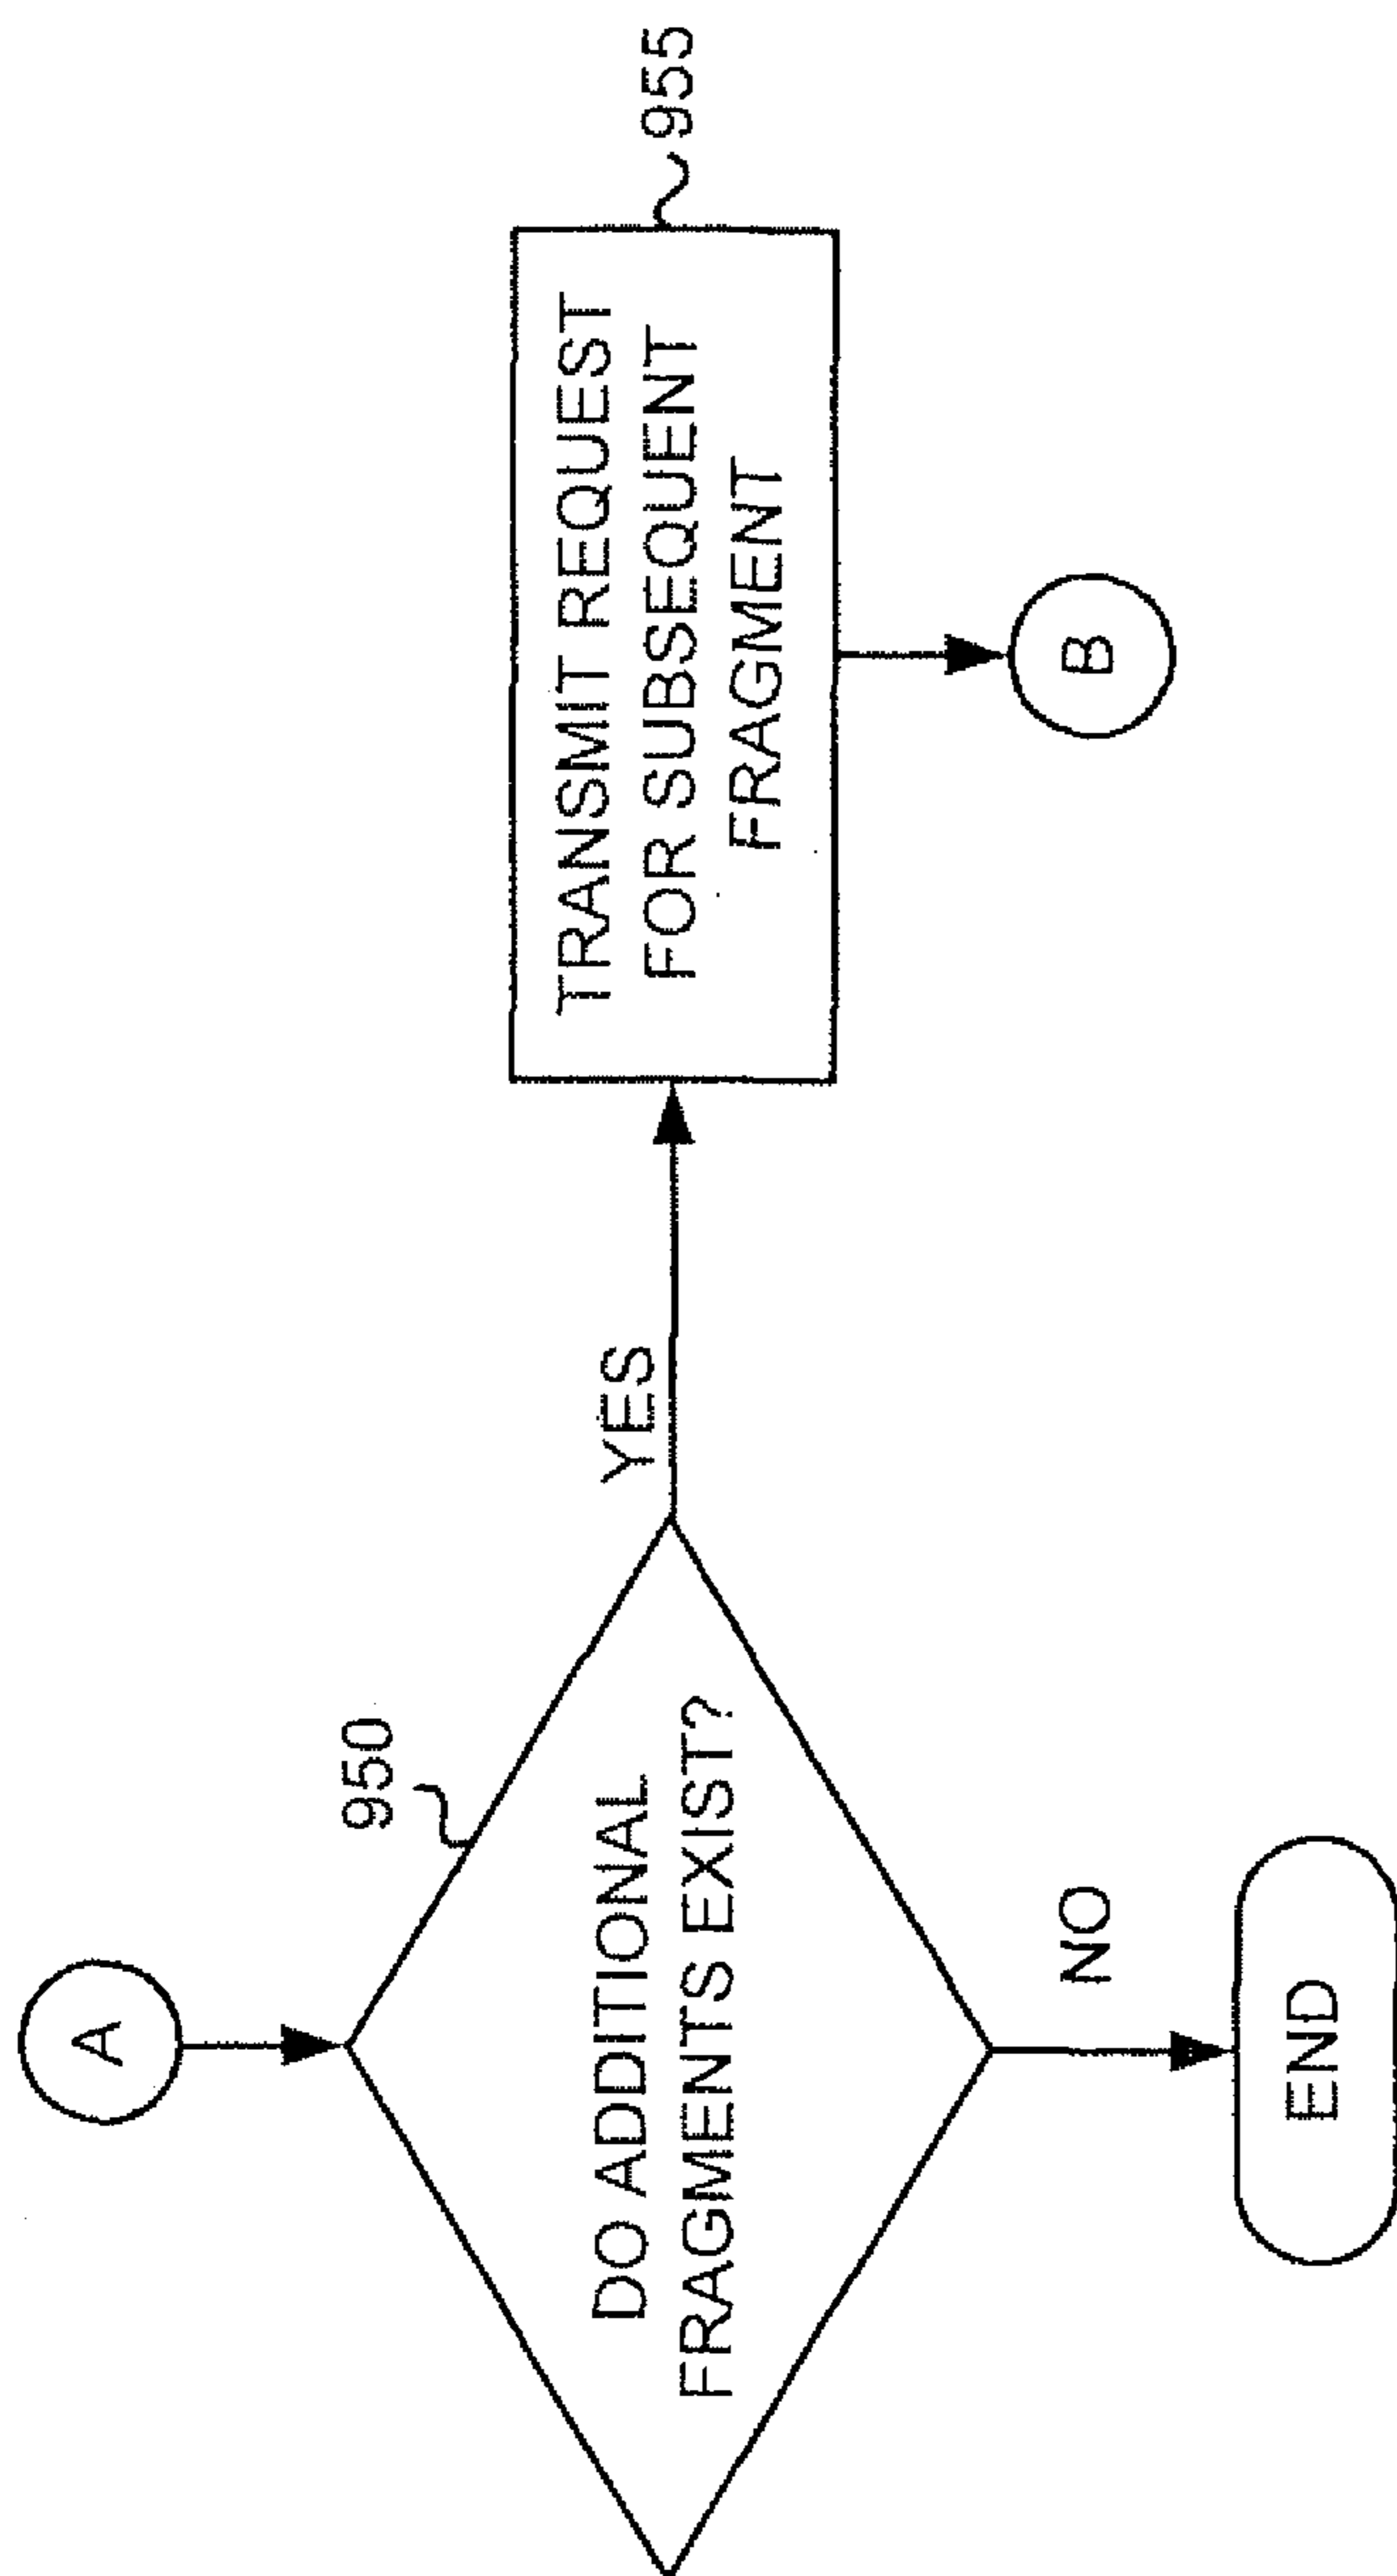 A
950
DO ADDITIONAL
FRAGMENTS EXIST?
YES
TRANSMIT REQUEST
FOR SUBSEQUENT
FRAGMENT
955
B
NO
END